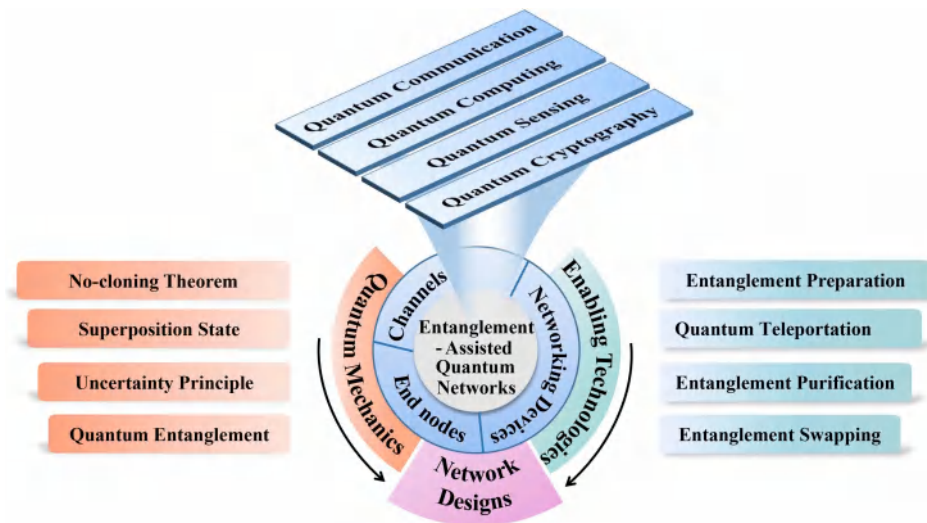 Quantum Communication
Quantum Computing
Quantum Sensing
Quantum Cryptography
No-cloning Theorem
Superposition State
Uncertainty Principle
Quantum Entanglement
Quantum Mechanics
Channels
End nodes
Networking Devices
Entanglement
- Assisted
Quantum
Networks
Enabling Technologies
Network
Designs
Entanglement Preparation
Quantum Teleportation
Entanglement Purification
Entanglement Swapping